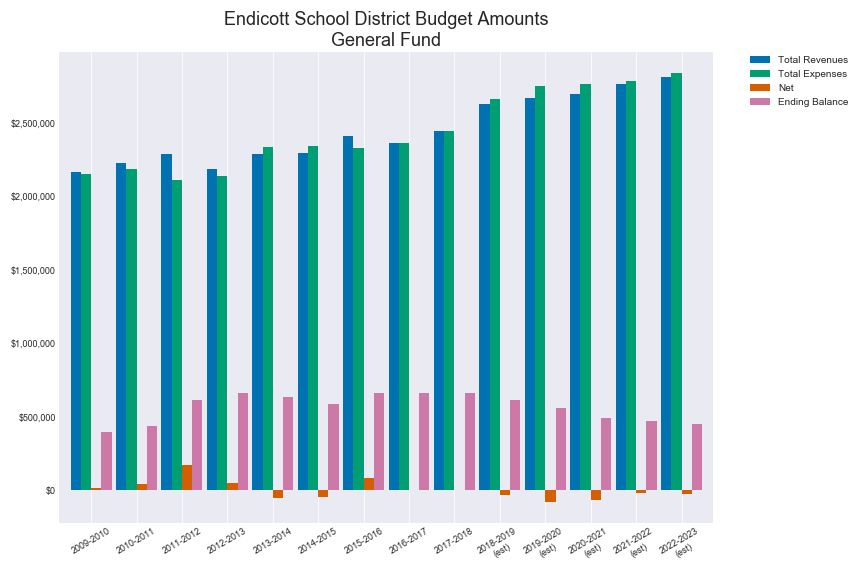 Endicott School District Budget Amounts
General Fund
Total Revenues
Total Expenses
Net
Ending Balance
$2,500,000
$2,000,000
$1,500,000
$1,000,000
$500,000
$0
2009-2010
2010-2011
2011-2012
2012-2013
2013-2014
2014-2015
2015-2016
2016-2017
2017-2018
2018-2019
(est)
2019-2020
(est)
2020-2021
(est)
2021-2022
(est)
2022-2023
(est)